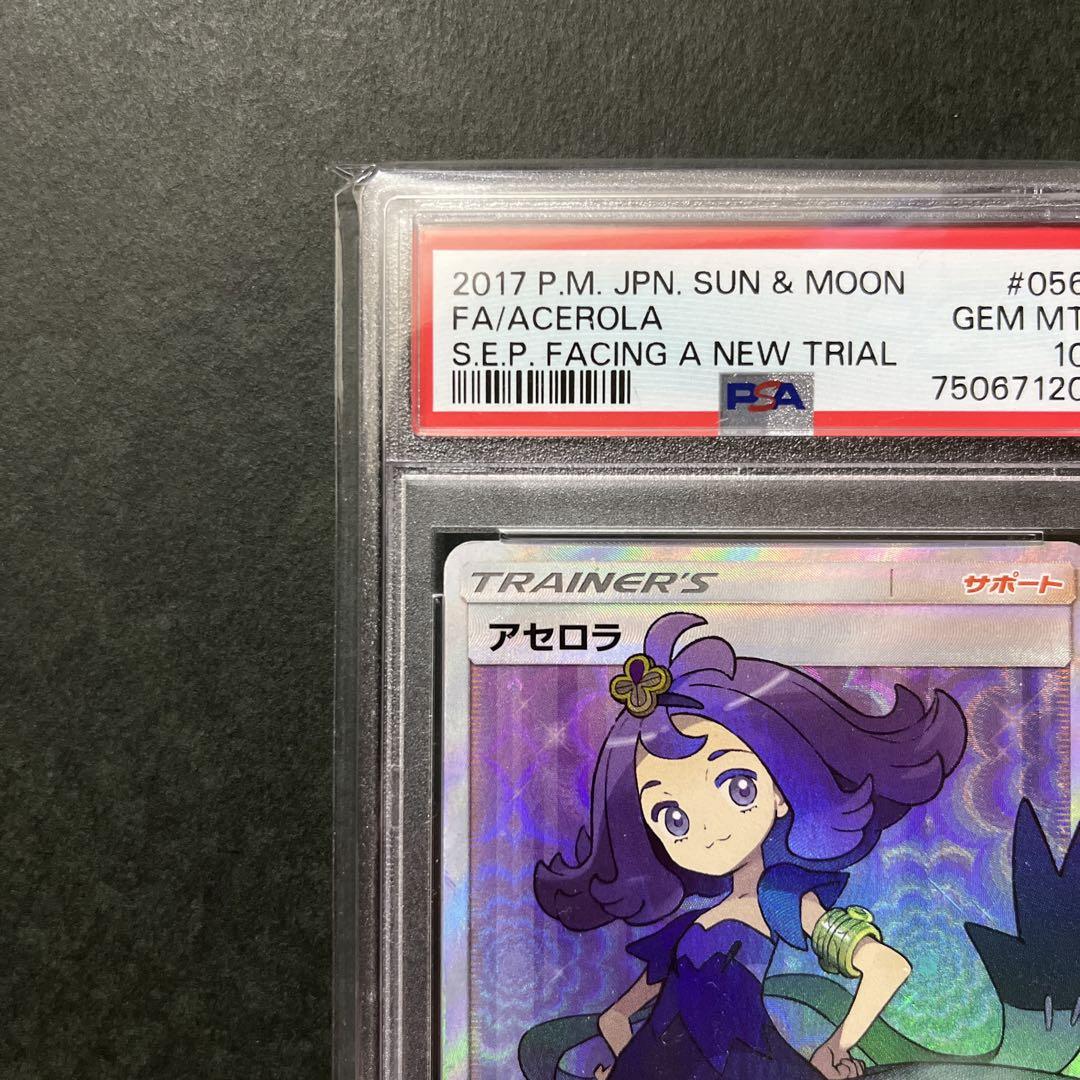 2017 P.M. JPN. SUN & MOON #056
FA/ACEROLA GEM MT
S.E.P. FACING A NEW TRIAL 10
PSA 75067120
TRAINER'S サポート
アセロラ